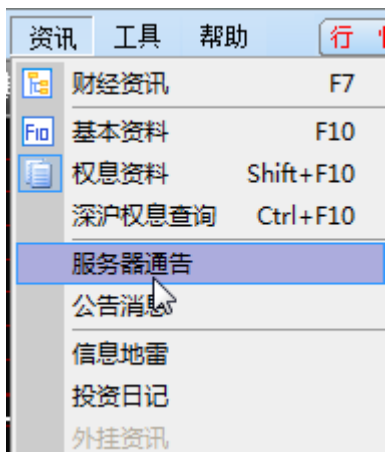 资讯 工具 帮助 行
财经资讯 F7
F10 基本资料 F10
权息资料 Shift+F10
深沪权息查询 Ctrl+F10
服务器通告
公告消息
信息地雷
投资日记
外挂资讯